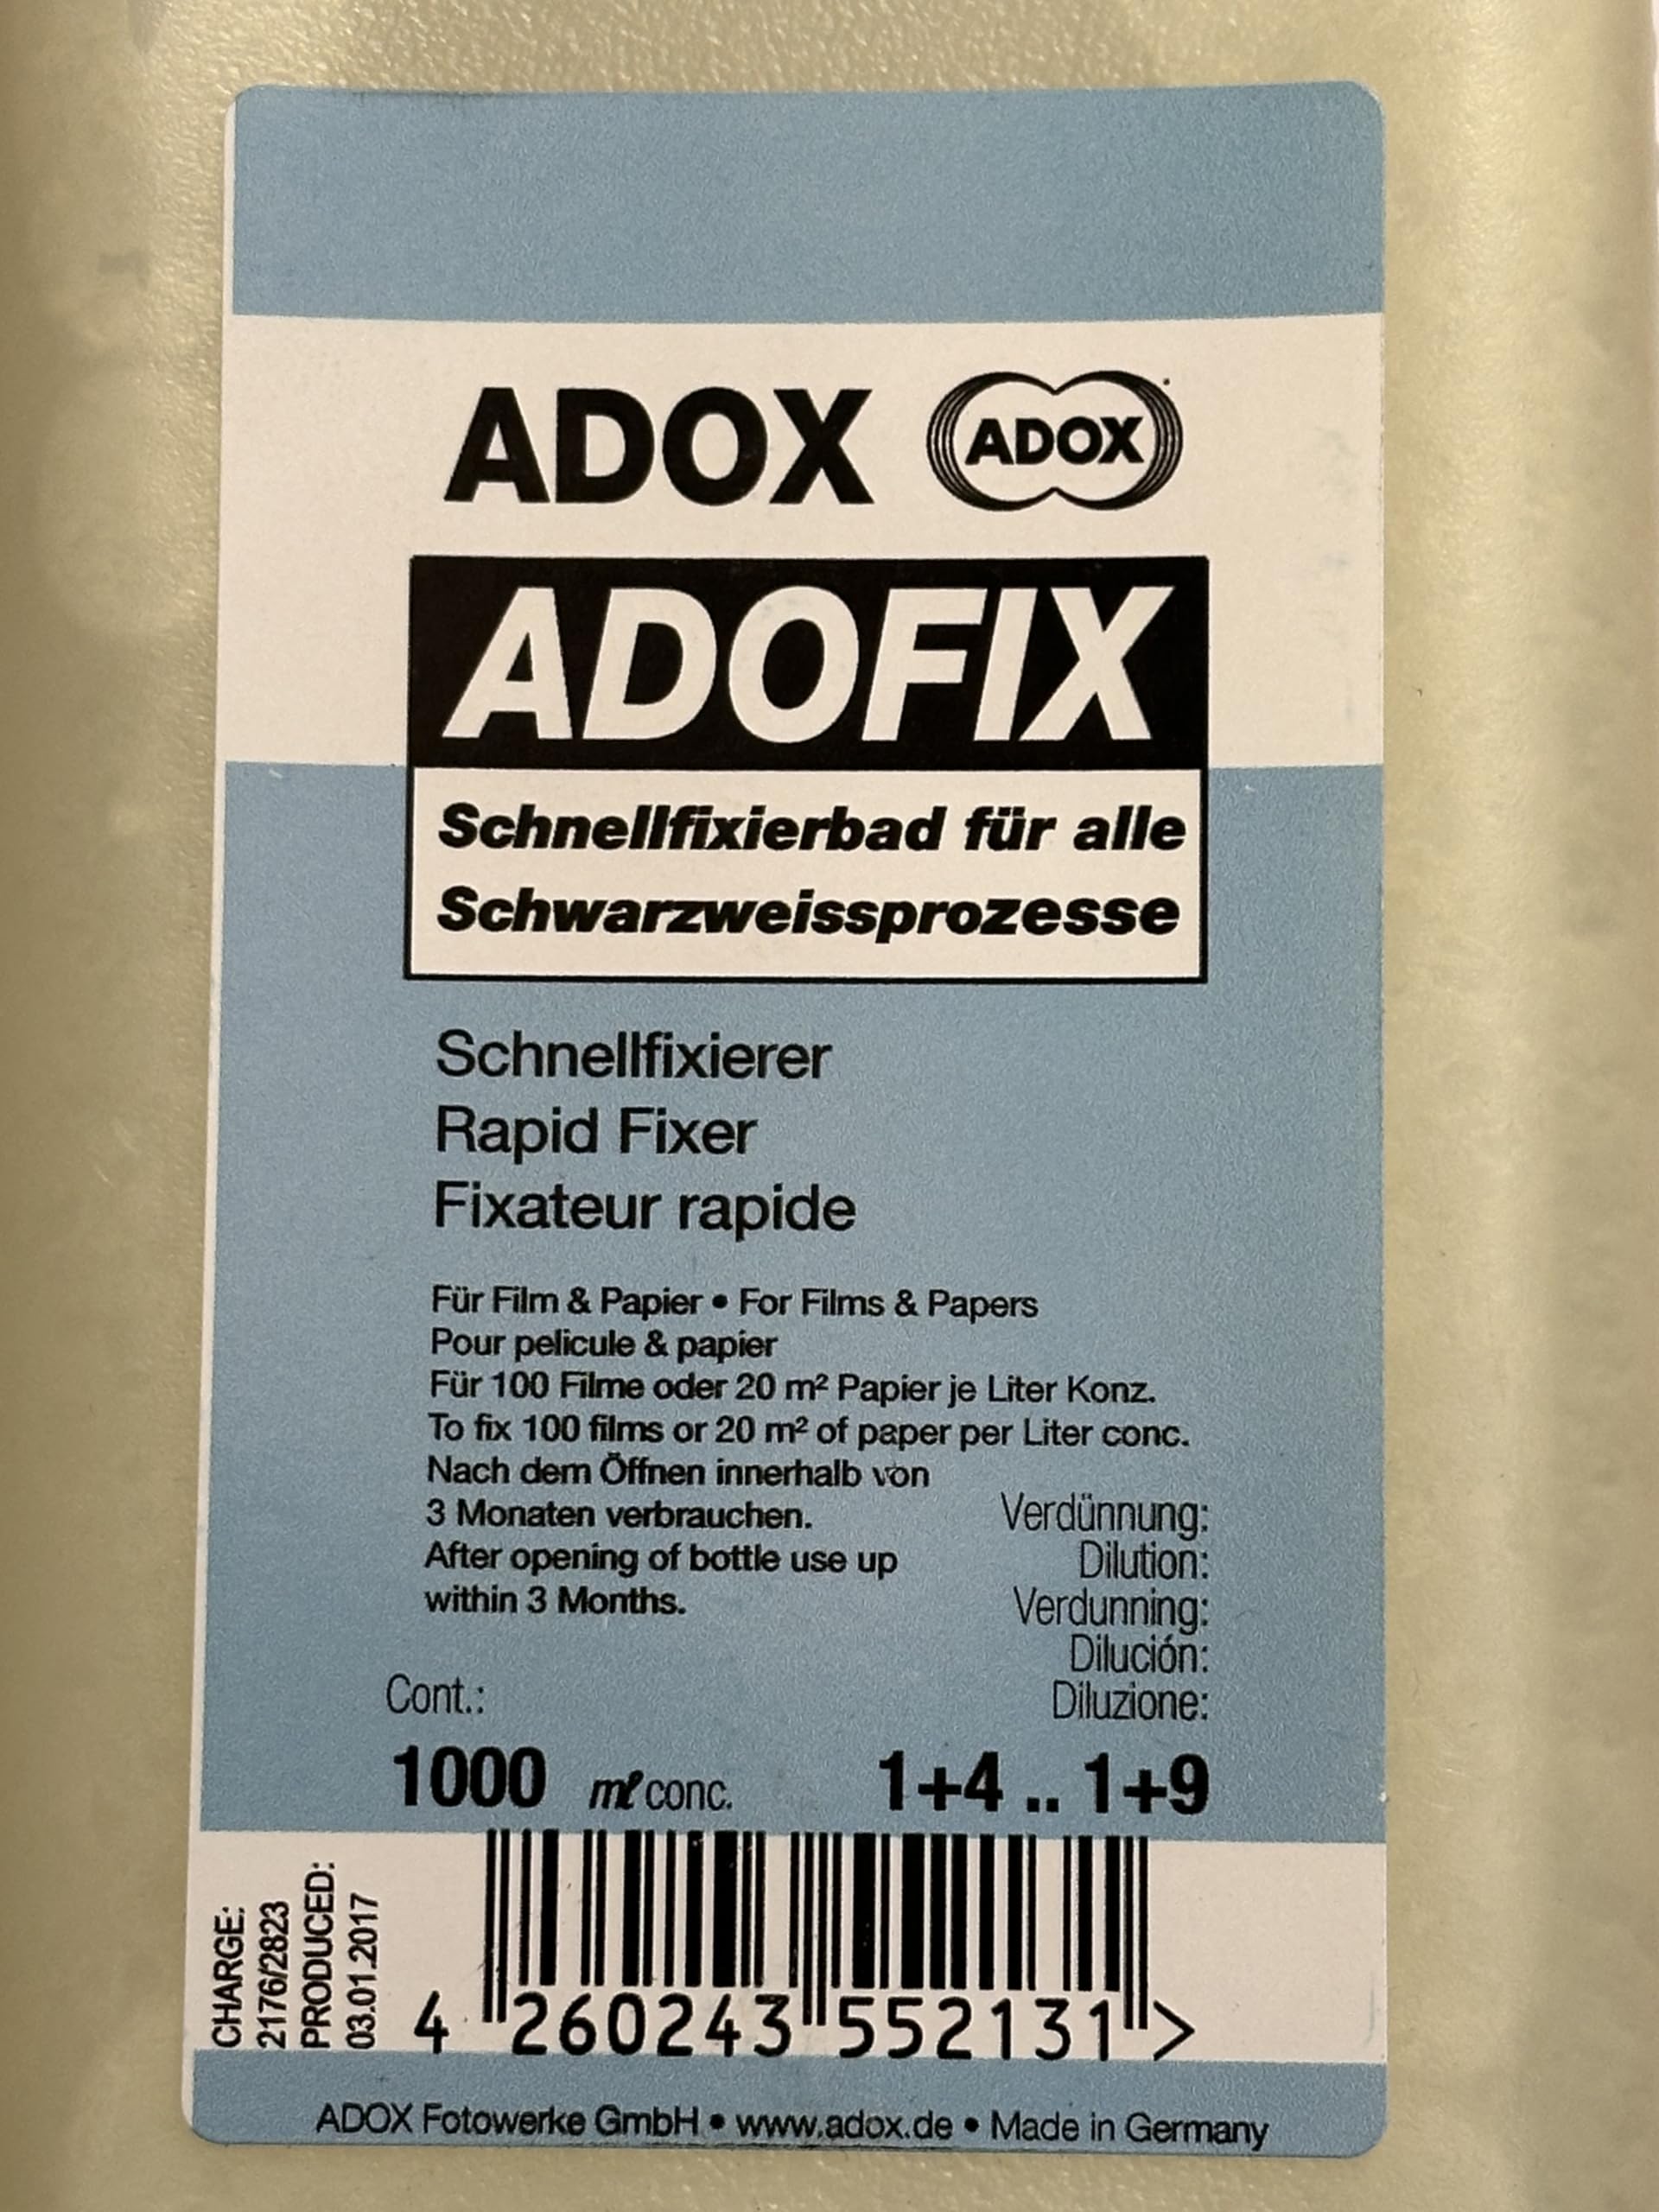 ADOX ADOX
ADOFIX
Schnellfixierbad für alle
Schwarzweissprozesse
Schnellfixierer
Rapid Fixer
Fixateur rapide
Für Film & Papier • For Films & Papers
Pour pelicule & papier
Für 100 Filme oder 20 m² Papier je Liter Konz.
To fix 100 films or 20 m² of paper per Liter conc.
Nach dem Öffnen innerhalb von
3 Monaten verbrauchen.
After opening of bottle use up
within 3 Months.
Verdünnung:
Dilution:
Verdunning:
Dilución:
Diluzione:
Cont.:
1000 ml conc.
1+4 .. 1+9
CHARGE:
2176/2823
PRODUCED:
03.01.2017
4 260243 552131 >
ADOX Fotowerke GmbH • www.adox.de • Made in Germany